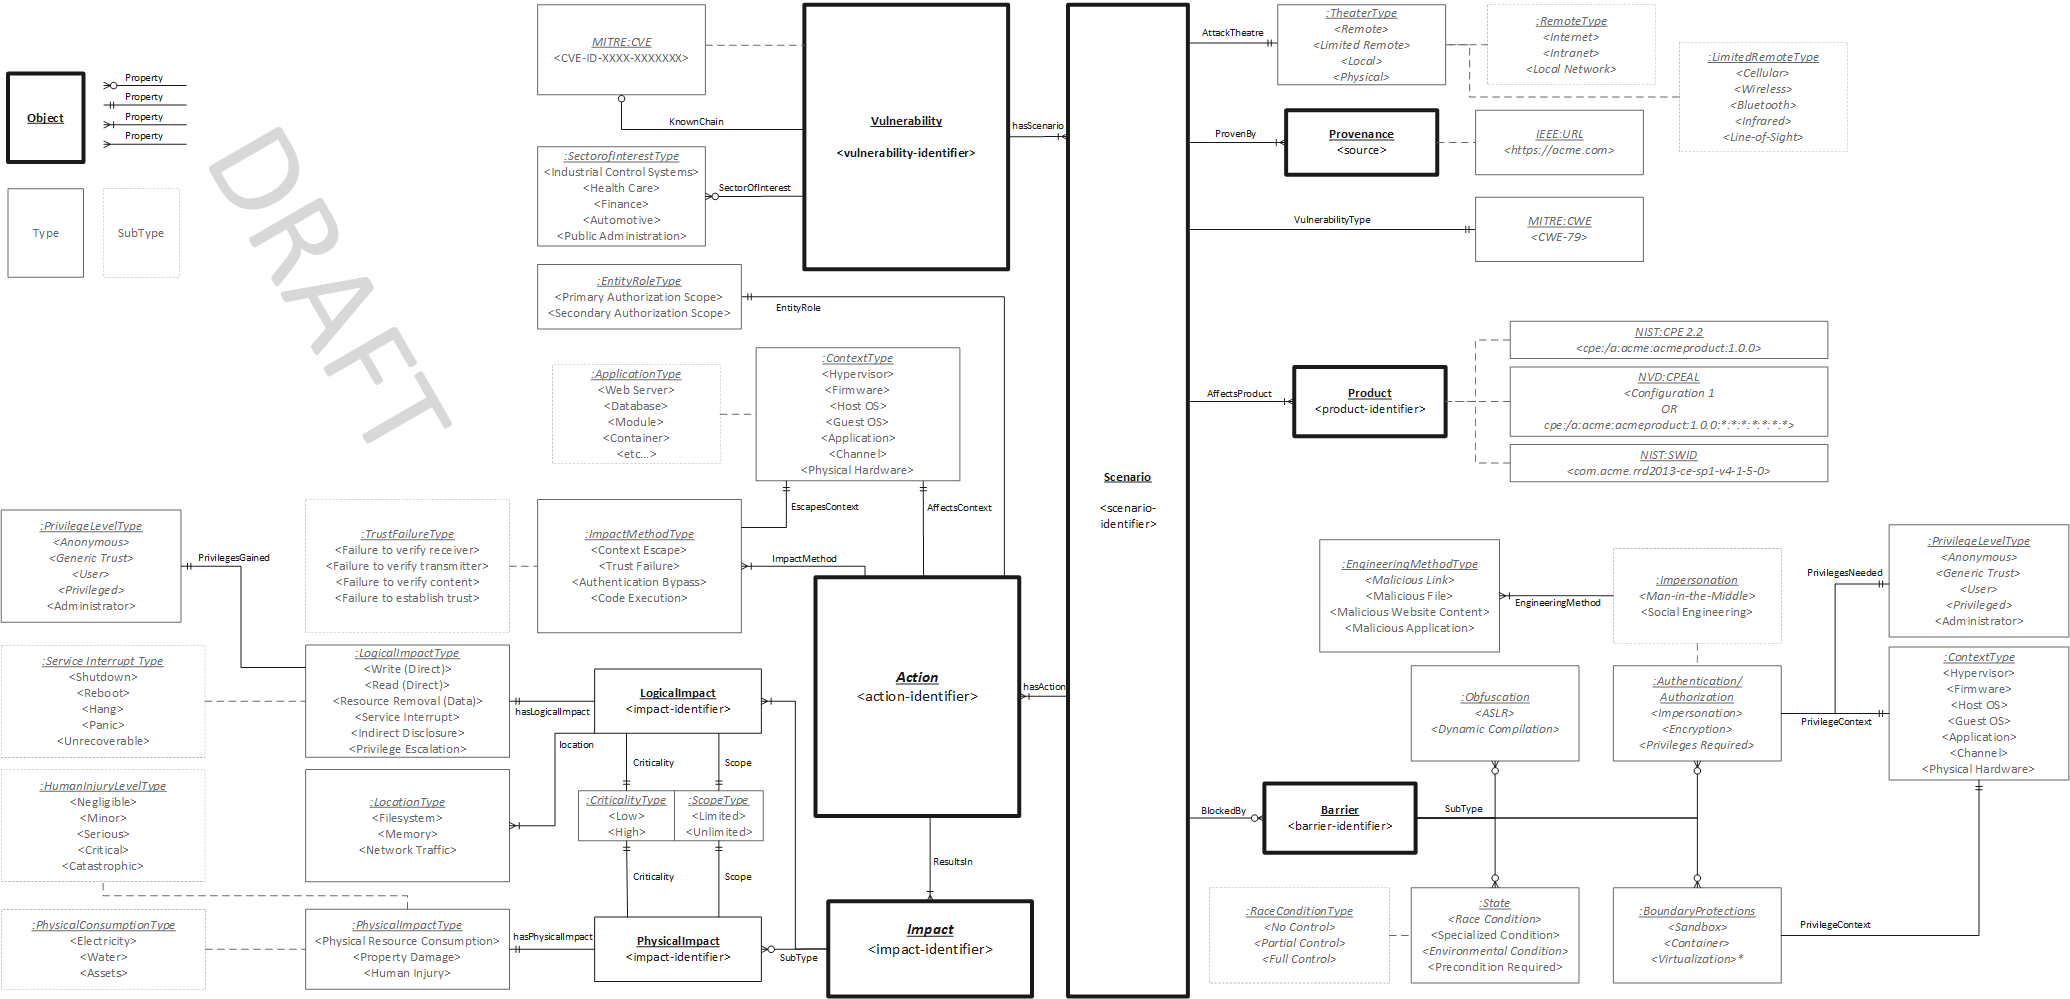 Object
Property
Property
Property
Property
Type
SubType
DRAFT
MITRE:CVE
<CVE-ID-XXXX-XXXXXXX>
KnownChain
:SectorofInterestType
<Industrial Control Systems>
<Health Care>
<Finance>
<Automotive>
<Public Administration>
SectorOfInterest
Vulnerability
<vulnerability-identifier>
hasScenario
:EntityRoleType
<Primary Authorization Scope>
<Secondary Authorization Scope>
EntityRole
:ApplicationType
<Web Server>
<Database>
<Module>
<Container>
<etc...>
:ContextType
<Hypervisor>
<Firmware>
<Host OS>
<Guest OS>
<Application>
<Channel>
<Physical Hardware>
EscapesContext
AffectsContext
:PrivilegeLevelType
<Anonymous>
<Generic Trust>
<User>
<Privileged>
<Administrator>
PrivilegesGained
:TrustFailureType
<Failure to verify receiver>
<Failure to verify transmitter>
<Failure to verify content>
<Failure to establish trust>
:ImpactMethodType
<Context Escape>
<Trust Failure>
<Authentication Bypass>
<Code Execution>
ImpactMethod
Action
<action-identifier>
hasAction
:Service Interrupt Type
<Shutdown>
<Reboot>
<Hang>
<Panic>
<Unrecoverable>
:LogicalImpactType
<Write (Direct)>
<Read (Direct)>
<Resource Removal (Data)>
<Service Interrupt>
<Indirect Disclosure>
<Privilege Escalation>
hasLogicalImpact
LogicalImpact
<impact-identifier>
location
Criticality
Scope
:HumanInjuryLevelType
<Negligible>
<Minor>
<Serious>
<Critical>
<Catastrophic>
:LocationType
<Filesystem>
<Memory>
<Network Traffic>
:CriticalityType
<Low>
<High>
:ScopeType
<Limited>
<Unlimited>
Criticality
Scope
ResultsIn
:PhysicalConsumptionType
<Electricity>
<Water>
<Assets>
:PhysicalImpactType
<Physical Resource Consumption>
<Property Damage>
<Human Injury>
hasPhysicalImpact
PhysicalImpact
<impact-identifier>
SubType
Impact
<impact-identifier>
Scenario
<scenario-
identifier>
AttackTheatre
:TheaterType
<Remote>
<Limited Remote>
<Local>
<Physical>
:RemoteType
<Internet>
<Intranet>
<Local Network>
:LimitedRemoteType
<Cellular>
<Wireless>
<Bluetooth>
<Infrared>
<Line-of-Sight>
ProvenBy
Provenance
<source>
IEEE:URL
<https://acme.com>
VulnerabilityType
MITRE:CWE
<CWE-79>
AffectsProduct
Product
<product-identifier>
NIST:CPE 2.2
<cpe:/a:acme:acmeproduct:1.0.0>
NVD:CPEAL
<Configuration 1
OR
cpe:/a:acme:acmeproduct:1.0.0:*:*:*:*:*:*:*>
NIST:SWID
<com.acme.rrd2013-ce-sp1-v4-1-5-0>
:EngineeringMethodType
<Malicious Link>
<Malicious File>
<Malicious Website Content>
<Malicious Application>
EngineeringMethod
:Impersonation
<Man-in-the-Middle>
<Social Engineering>
PrivilegesNeeded
:PrivilegeLevelType
<Anonymous>
<Generic Trust>
<User>
<Privileged>
<Administrator>
:Obfuscation
<ASLR>
<Dynamic Compilation>
:Authentication/
Authorization
<Impersonation>
<Encryption>
<Privileges Required>
PrivilegeContext
:ContextType
<Hypervisor>
<Firmware>
<Host OS>
<Guest OS>
<Application>
<Channel>
<Physical Hardware>
BlockedBy
Barrier
<barrier-identifier>
SubType
:RaceConditionType
<No Control>
<Partial Control>
<Full Control>
:State
<Race Condition>
<Specialized Condition>
<Environmental Condition>
<Precondition Required>
:BoundaryProtections
<Sandbox>
<Container>
<Virtualization>*
PrivilegeContext